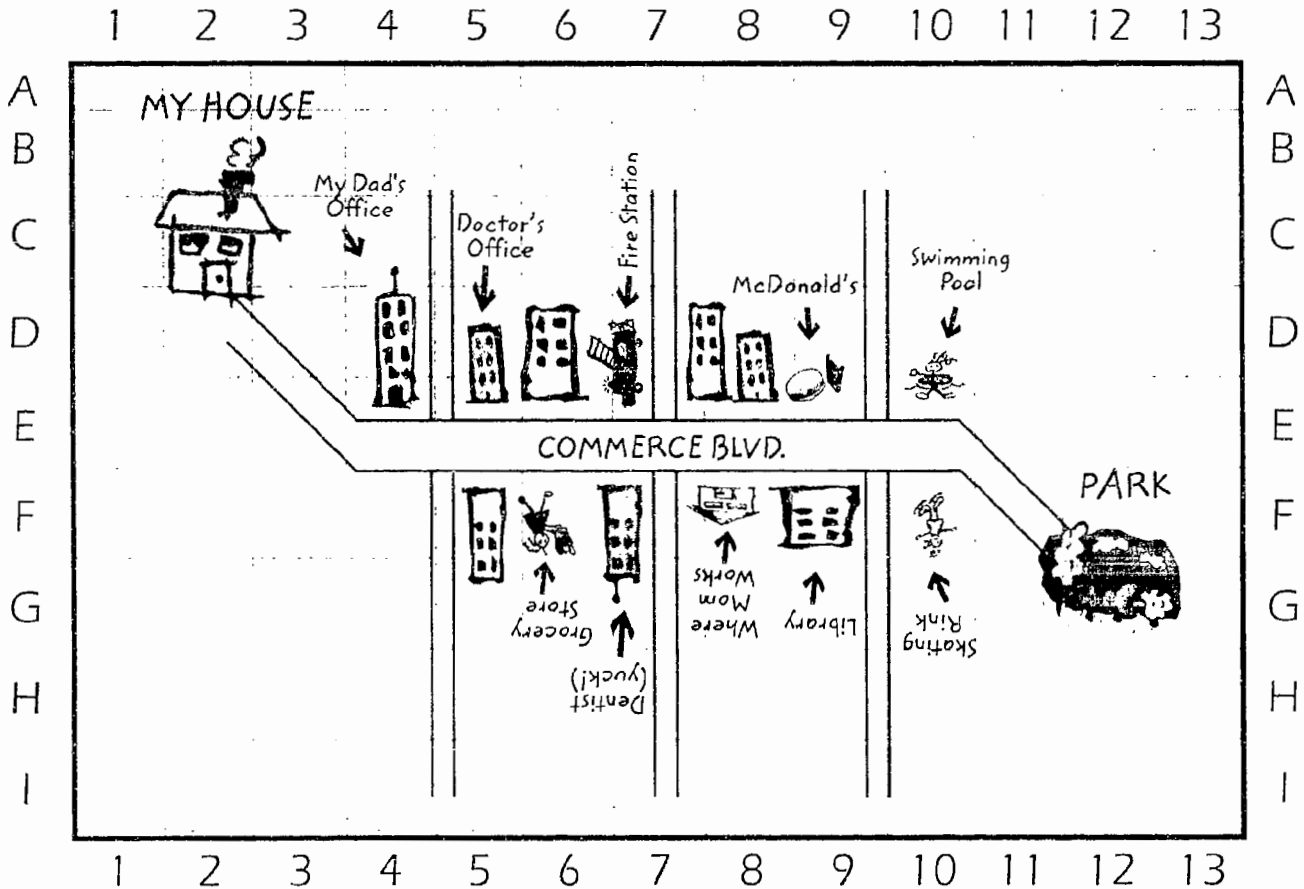 1 2 3 4 5 6 7 8 9 10 11 12 13
A A
MY HOUSE
B B
My Dad's
Office
C C
Doctor's
Office
Fire Station
McDonald's
Swimming
Pool
D D
E E
COMMERCE BLVD.
PARK
F F
G G
Grocery
Store
Dentist
(yuck!)
Where
Mom
Works
Library
Skating
Rink
H H
I I
1 2 3 4 5 6 7 8 9 10 11 12 13